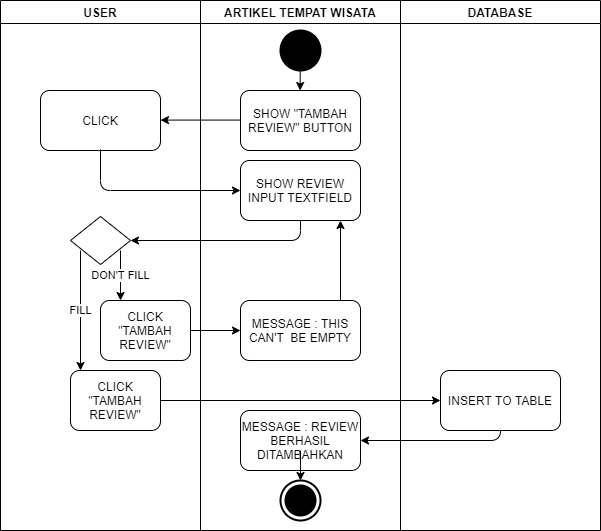 USER
ARTIKEL TEMPAT WISATA
DATABASE
SHOW "TAMBAH
REVIEW" BUTTON
CLICK
SHOW REVIEW
INPUT TEXTFIELD
DON'T FILL
FILL
CLICK
"TAMBAH
REVIEW"
MESSAGE : THIS
CAN'T BE EMPTY
CLICK
"TAMBAH
REVIEW"
INSERT TO TABLE
MESSAGE : REVIEW
BERHASIL
DITAMBAHKAN